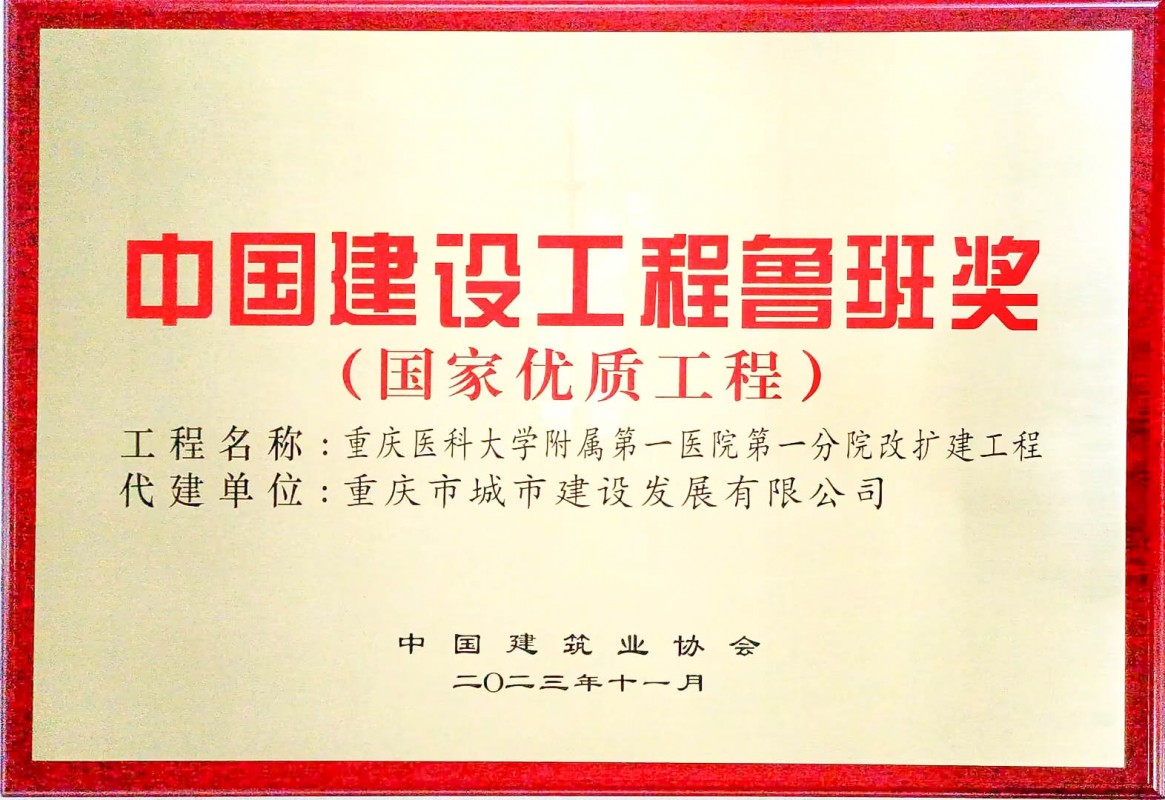 中国建设工程鲁班奖
（国家优质工程）
工程名称：重庆医科大学附属第一医院第一分院改扩建工程
代建单位：重庆市城市建设发展有限公司
中国建筑业协会
二〇二三年十一月